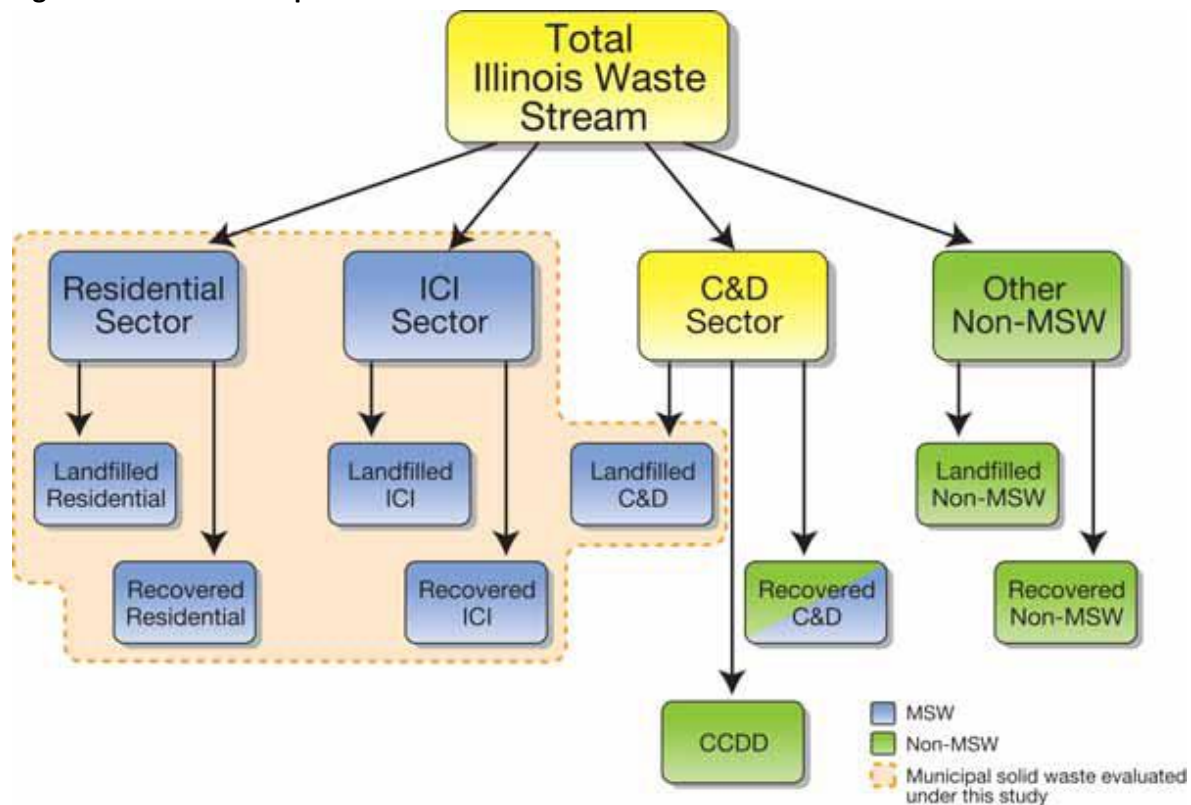 Total
Illinois Waste
Stream
Residential
Sector
ICI
Sector
C&D
Sector
Other
Non-MSW
Landfilled
Residential
Landfilled
ICI
Landfilled
C&D
Landfilled
Non-MSW
Recovered
Residential
Recovered
ICI
Recovered
C&D
Recovered
Non-MSW
CCDD
MSW
Non-MSW
Municipal solid waste evaluated
under this study